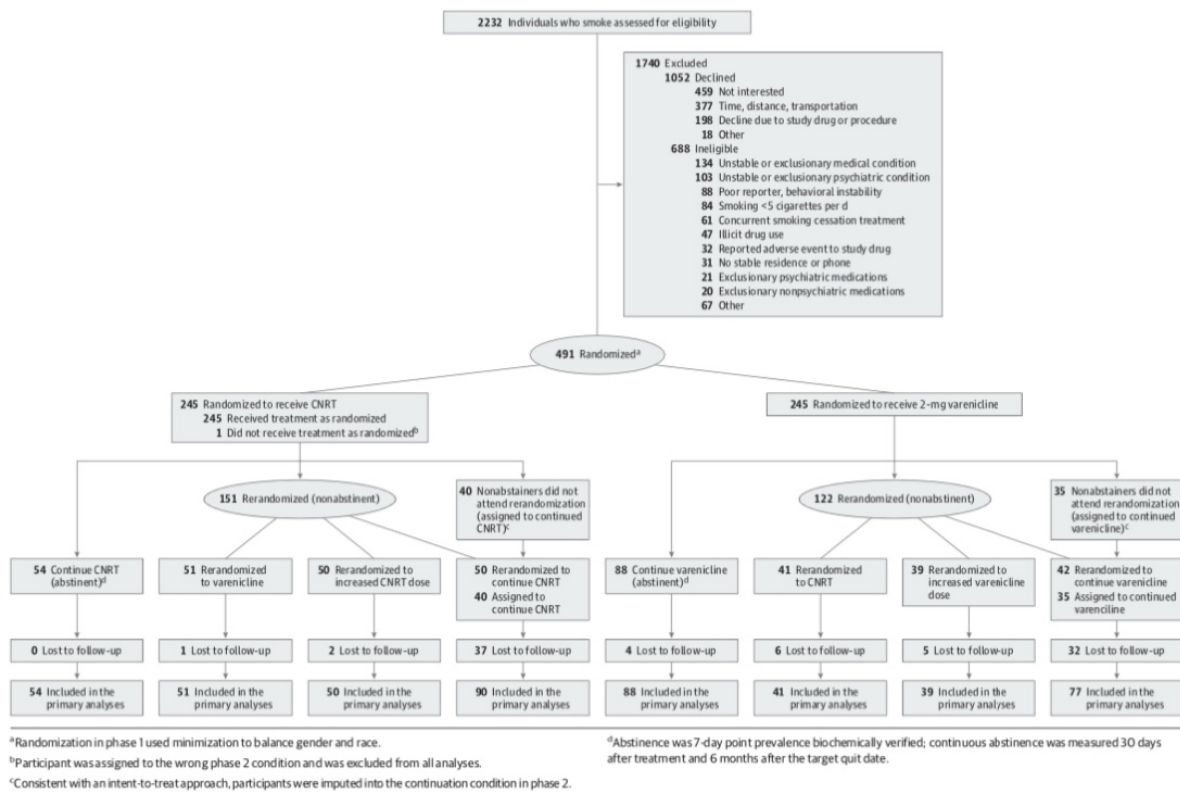 2232 Individuals who smoke assessed for eligibility
1740 Excluded
1052 Declined
459 Not interested
377 Time, distance, transportation
198 Decline due to study drug or procedure
18 Other
688 Ineligible
134 Unstable or exclusionary medical condition
103 Unstable or exclusionary psychiatric condition
88 Poor reporter, behavioral instability
84 Smoking <5 cigarettes per d
61 Concurrent smoking cessation treatment
47 Illicit drug use
32 Reported adverse event to study drug
31 No stable residence or phone
21 Exclusionary psychiatric medications
20 Exclusionary nonpsychiatric medications
67 Other
491 Randomizedᵃ
245 Randomized to receive CNRT
245 Received treatment as randomized
1 Did not receive treatment as randomizedᵇ
245 Randomized to receive 2-mg varenicline
151 Rerandomized (nonabstinent)
40 Nonabstainers did not
attend rerandomization
(assigned to continued
CNRT)ᶜ
122 Rerandomized (nonabstinent)
35 Nonabstainers did not
attend rerandomization
(assigned to continued
varenicline)ᶜ
54 Continue CNRT
(abstinent)ᵈ
51 Rerandomized
to varenicline
50 Rerandomized to
increased CNRT dose
50 Rerandomized to
continue CNRT
40 Assigned to
continue CNRT
88 Continue varenicline
(abstinent)ᵈ
41 Rerandomized
to CNRT
39 Rerandomized to
increased varenicline
dose
42 Rerandomized to
continue varenicline
35 Assigned to continued
varenciline
0 Lost to follow-up
1 Lost to follow-up
2 Lost to follow-up
37 Lost to follow-up
4 Lost to follow-up
6 Lost to follow-up
5 Lost to follow-up
32 Lost to follow-up
54 Included in the
primary analyses
51 Included in the
primary analyses
50 Included in the
primary analyses
90 Included in the
primary analyses
88 Included in the
primary analyses
41 Included in the
primary analyses
39 Included in the
primary analyses
77 Included in the
primary analyses
ᵃRandomization in phase 1 used minimization to balance gender and race.
ᵇParticipant was assigned to the wrong phase 2 condition and was excluded from all analyses.
ᶜConsistent with an intent-to-treat approach, participants were imputed into the continuation condition in phase 2.
ᵈAbstinence was 7-day point prevalence biochemically verified; continuous abstinence was measured 30 days
after treatment and 6 months after the target quit date.